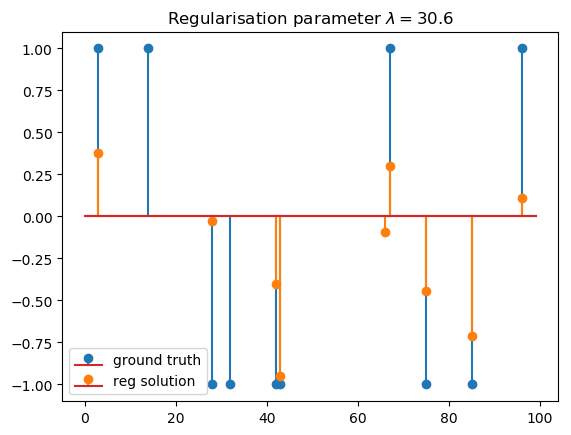 Regularisation parameter λ = 30.6
1.00
0.75
0.50
0.25
0.00
−0.25
−0.50
−0.75
−1.00
ground truth
reg solution
0 20 40 60 80 100